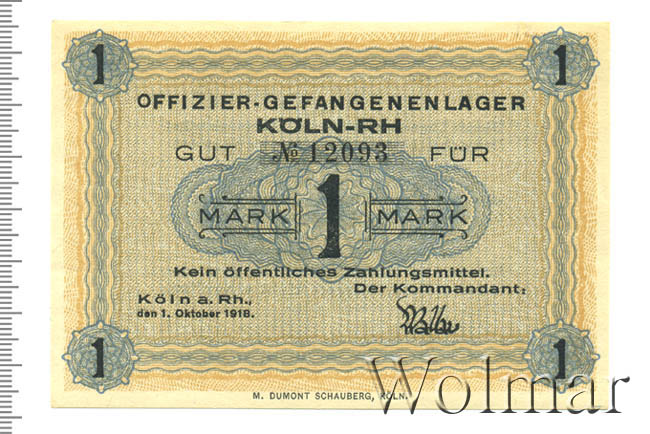 1 1
OFFIZIER-GEFANGENENLAGER
KÖLN-RH
GUT № 12093 FÜR
MARK 1 MARK
Kein öffentliches Zahlungsmittel.
Der Kommandant:
Köln a. Rh.,
den 1. Oktober 1918.
1 1
M. DUMONT SCHAUBERG, KÖLN.
Wolmar